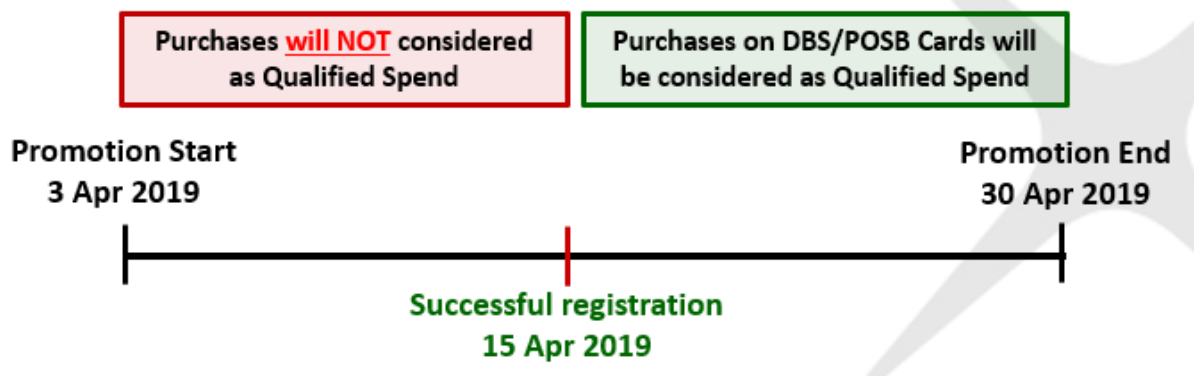 Purchases will NOT considered
as Qualified Spend
Purchases on DBS/POSB Cards will
be considered as Qualified Spend
Promotion Start
3 Apr 2019
Promotion End
30 Apr 2019
Successful registration
15 Apr 2019